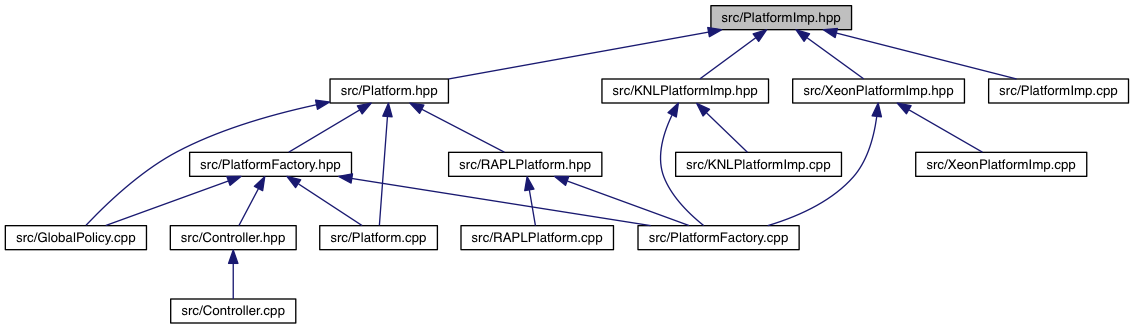 src/PlatformImp.hpp
src/Platform.hpp
src/KNLPlatformImp.hpp
src/XeonPlatformImp.hpp
src/PlatformImp.cpp
src/PlatformFactory.hpp
src/RAPLPlatform.hpp
src/KNLPlatformImp.cpp
src/XeonPlatformImp.cpp
src/GlobalPolicy.cpp
src/Controller.hpp
src/Platform.cpp
src/RAPLPlatform.cpp
src/PlatformFactory.cpp
src/Controller.cpp